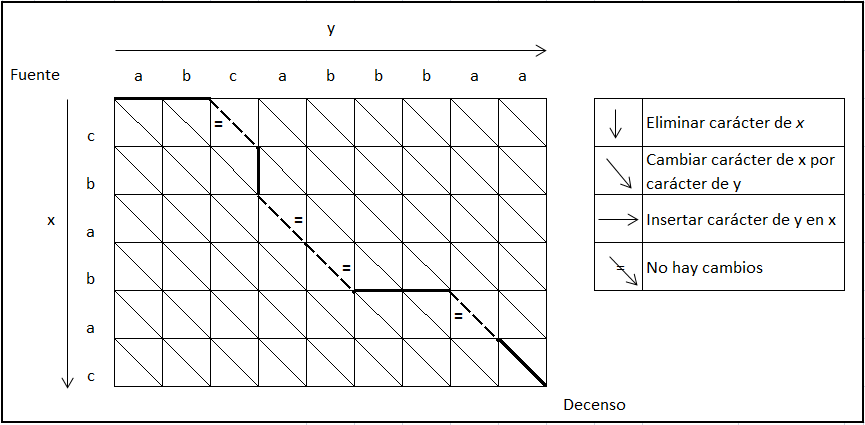 y
Fuente a b c a b b b a a
c
b
x
a
b
a
c
=
=
=
=
Eliminar carácter de x
Cambiar carácter de x por
carácter de y
Insertar carácter de y en x
= No hay cambios
Decenso